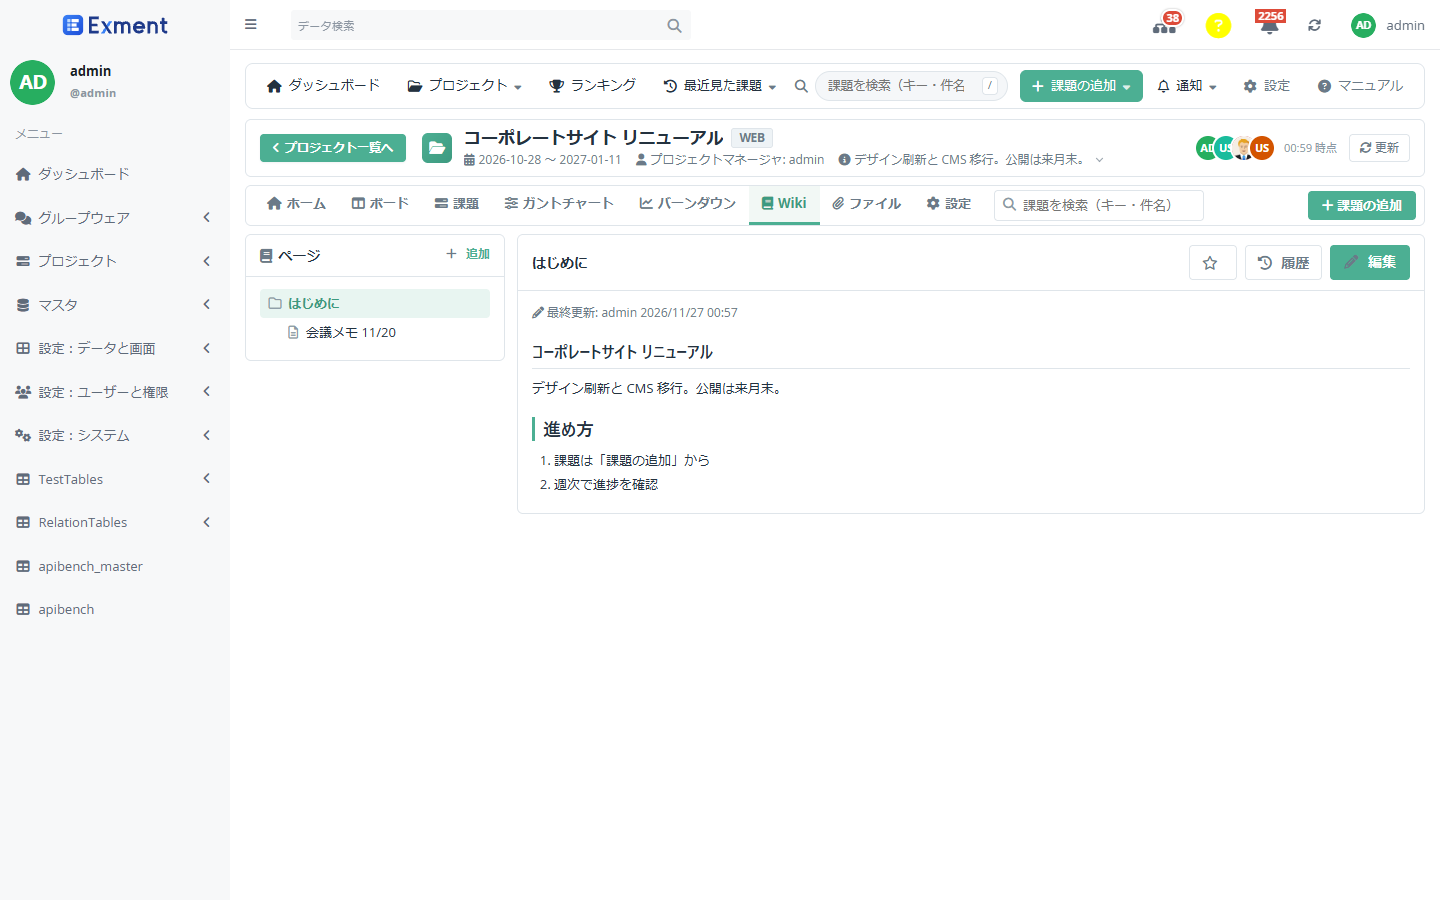 Exment
データ検索
38
?
2256
AD
admin
AD
admin
@admin
メニュー
ダッシュボード
グループウェア
プロジェクト
マスタ
設定：データと画面
設定：ユーザーと権限
設定：システム
TestTables
RelationTables
apibench_master
apibench
ダッシュボード
プロジェクト
ランキング
最近見た課題
課題を検索（キー・件名
/
課題の追加
通知
設定
マニュアル
プロジェクト一覧へ
コーポレートサイト リニューアル
WEB
2026-10-28 ～ 2027-01-11
プロジェクトマネージャ: admin
デザイン刷新と CMS 移行。公開は来月末。
AD
US
US
00:59 時点
更新
ホーム
ボード
課題
ガントチャート
バーンダウン
Wiki
ファイル
設定
課題を検索（キー・件名）
課題の追加
ページ
追加
はじめに
会議メモ 11/20
はじめに
履歴
編集
最終更新: admin 2026/11/27 00:57
コーポレートサイト リニューアル
デザイン刷新と CMS 移行。公開は来月末。
進め方
1. 課題は「課題の追加」から
2. 週次で進捗を確認